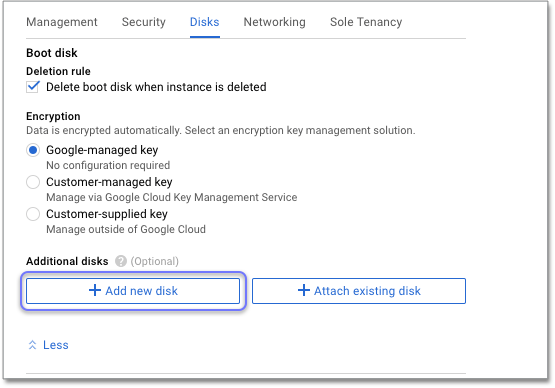 Management Security Disks Networking Sole Tenancy
Boot disk
Deletion rule
Delete boot disk when instance is deleted
Encryption
Data is encrypted automatically. Select an encryption key management solution.
Google-managed key
No configuration required
Customer-managed key
Manage via Google Cloud Key Management Service
Customer-supplied key
Manage outside of Google Cloud
Additional disks ? (Optional)
+ Add new disk + Attach existing disk
Less